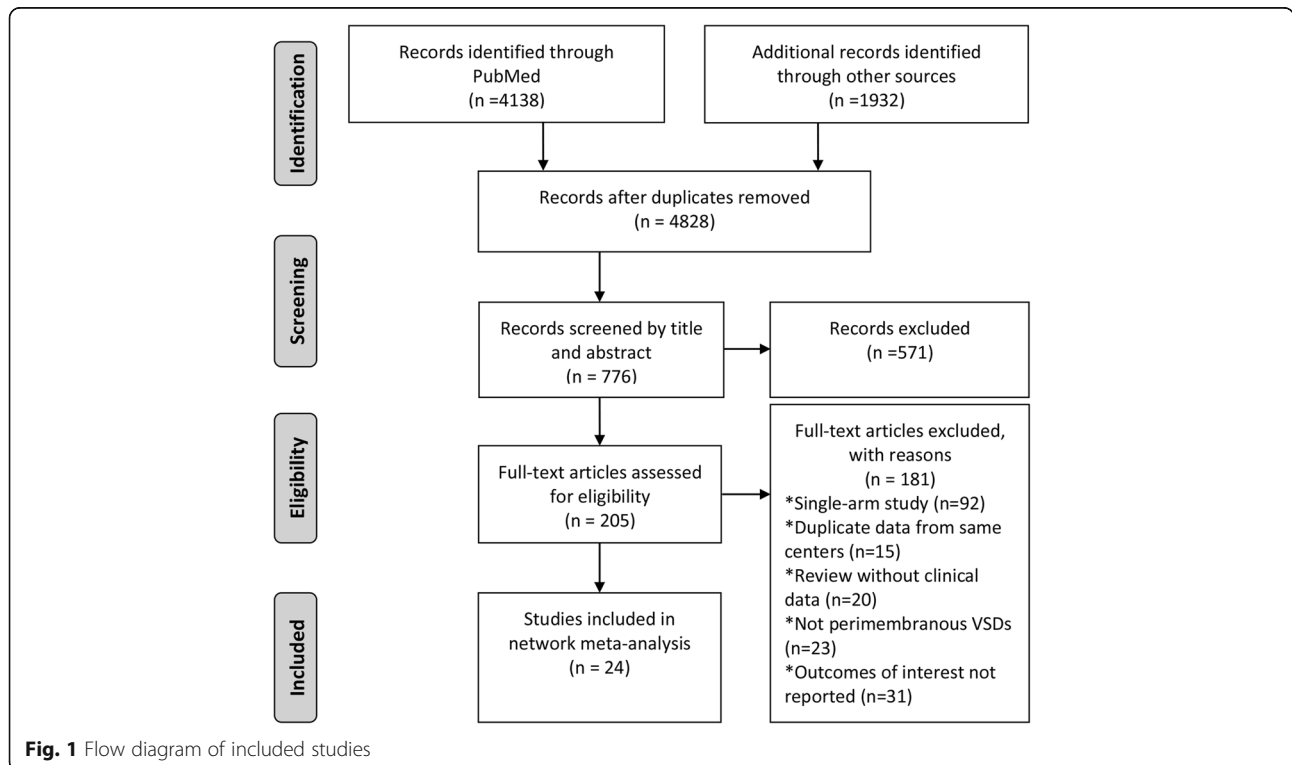 Identification
Records identified through
PubMed
(n =4138)
Additional records identified
through other sources
(n =1932)
Records after duplicates removed
(n = 4828)
Screening
Records screened by title
and abstract
(n = 776)
Records excluded
(n =571)
Eligibility
Full-text articles assessed
for eligibility
(n = 205)
Full-text articles excluded,
with reasons
(n = 181)
*Single-arm study (n=92)
*Duplicate data from same
centers (n=15)
*Review without clinical
data (n=20)
*Not perimembranous VSDs
(n=23)
*Outcomes of interest not
reported (n=31)
Included
Studies included in
network meta-analysis
(n = 24)
Fig. 1 Flow diagram of included studies